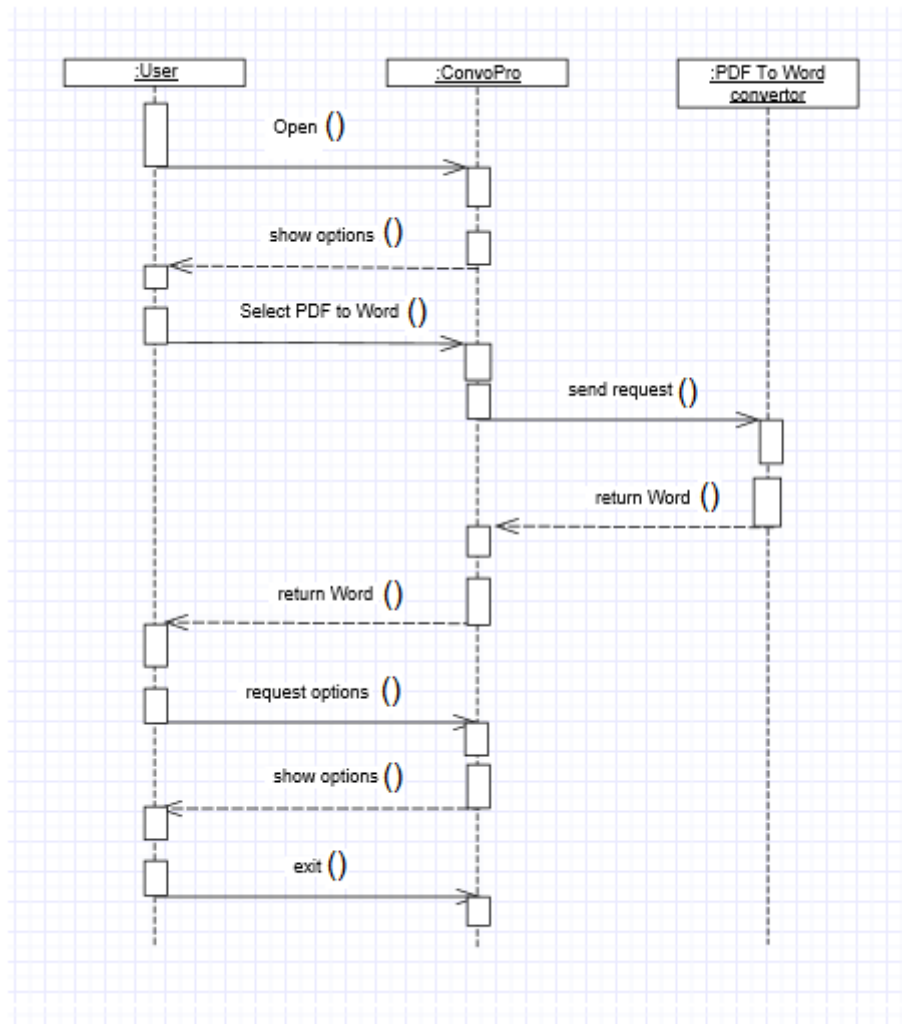 :User
:ConvoPro
:PDF To Word
convertor
Open ()
show options ()
Select PDF to Word ()
send request ()
return Word ()
return Word ()
request options ()
show options ()
exit ()